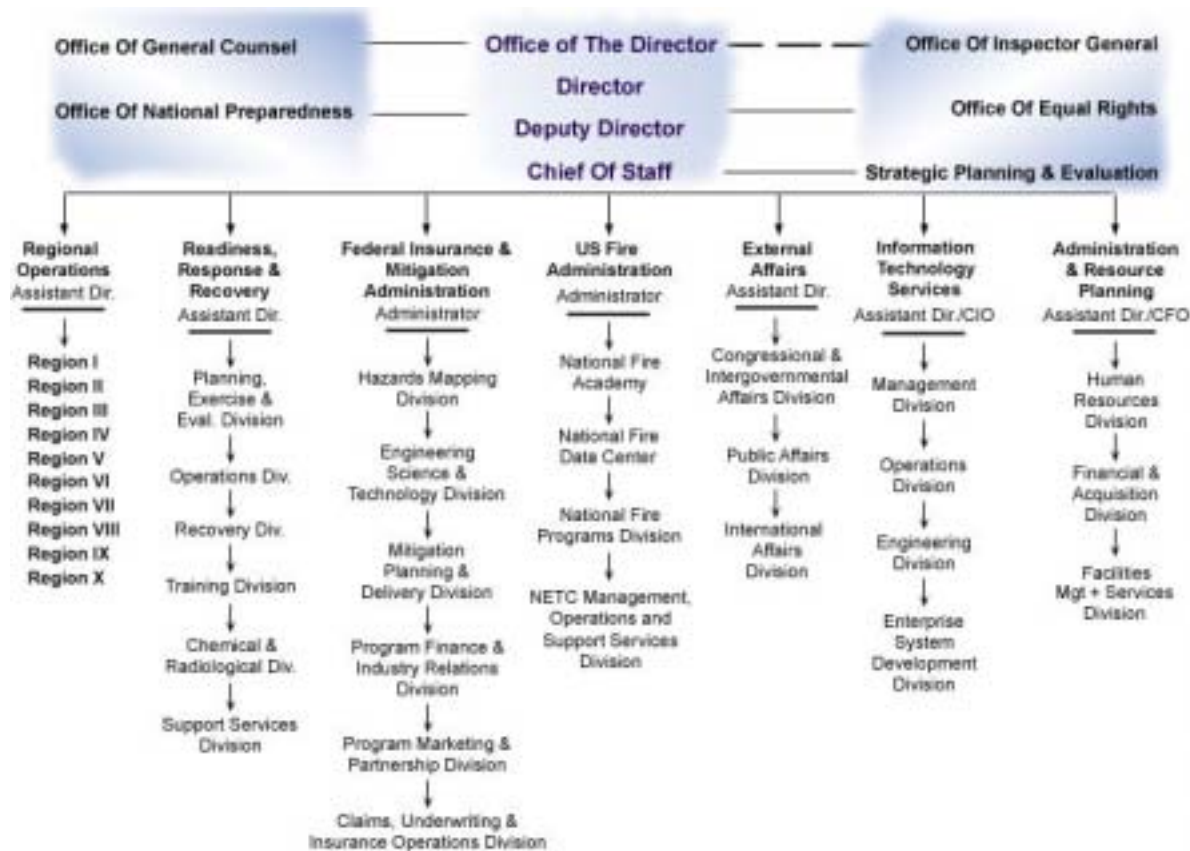 Office Of General Counsel
Office of The Director
Office Of Inspector General
Director
Office Of National Preparedness
Office Of Equal Rights
Deputy Director
Chief Of Staff
Strategic Planning & Evaluation
Regional
Operations
Assistant Dir.
Region I
Region II
Region III
Region IV
Region V
Region VI
Region VII
Region VIII
Region IX
Region X
Readiness,
Response &
Recovery
Assistant Dir.
Planning,
Exercise &
Eval. Division
Operations Div.
Recovery Div.
Training Division
Chemical &
Radiological Div.
Support Services
Division
Federal Insurance &
Mitigation
Administration
Administrator
Hazards Mapping
Division
Engineering
Science &
Technology Division
Mitigation
Planning &
Delivery Division
Program Finance &
Industry Relations
Division
Program Marketing &
Partnership Division
Claims, Underwriting &
Insurance Operations Division
US Fire
Administration
Administrator
National Fire
Academy
National Fire
Data Center
National Fire
Programs Division
NETC Management,
Operations and
Support Services
Division
External
Affairs
Assistant Dir.
Congressional &
Intergovernmental
Affairs Division
Public Affairs
Division
International
Affairs
Division
Information
Technology
Services
Assistant Dir./CIO
Management
Division
Operations
Division
Engineering
Division
Enterprise
System
Development
Division
Administration
& Resource
Planning
Assistant Dir./CFO
Human
Resources
Division
Financial &
Acquisition
Division
Facilities
Mgt + Services
Division